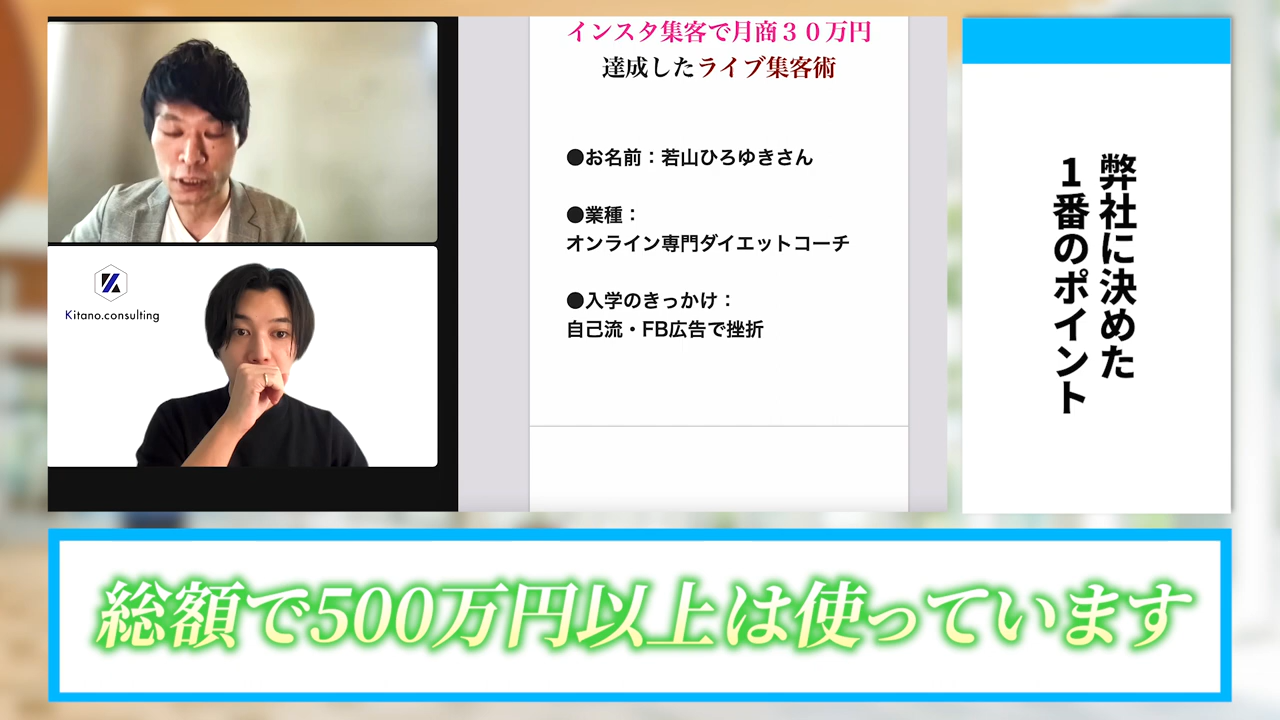 インスタ集客で月商３０万円
達成したライブ集客術
●お名前：若山ひろゆきさん
●業種：
オンライン専門ダイエットコーチ
●入学のきっかけ：
自己流・FB広告で挫折
Kitano.consulting
弊社に決めた
１番のポイント
総額で500万円以上は使っています